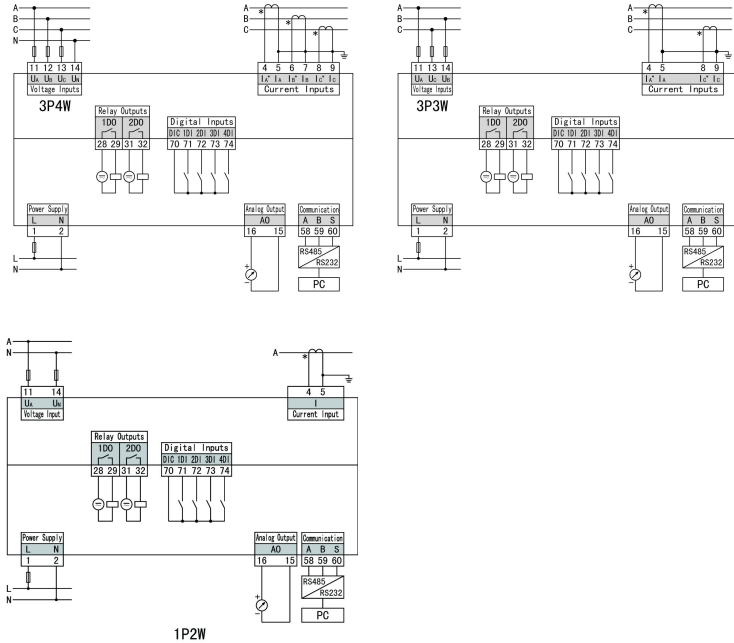 A
B
C
N
11 12 13 14
UA UB UC UN
Voltage Inputs
3P4W
A
B
C
*
*
*
4 5 6 7 8 9
IA* IA IB* IB IC* IC
Current Inputs
Relay Outputs
1DO 2DO
28 29 31 32
Digital Inputs
DIC 1DI 2DI 3DI 4DI
70 71 72 73 74
Power Supply
L N
1 2
L
N
Analog Output
AO
16 15
+
-
Communication
A B S
58 59 60
RS485
RS232
PC
A
B
C
11 13 14
UA UC UB
Voltage Inputs
3P3W
A
B
C
*
*
4 5 8 9
IA* IA IC* IC
Current Inputs
Relay Outputs
1DO 2DO
28 29 31 32
Digital Inputs
DIC 1DI 2DI 3DI 4DI
70 71 72 73 74
Power Supply
L N
1 2
L
N
Analog Output
AO
16 15
+
-
Communication
A B S
58 59 60
RS485
RS232
PC
A
N
11 14
UA UN
Voltage Input
A
*
4 5
I
Current Input
Relay Outputs
1DO 2DO
28 29 31 32
Digital Inputs
DIC 1DI 2DI 3DI 4DI
70 71 72 73 74
Power Supply
L N
1 2
L
N
Analog Output
AO
16 15
+
-
Communication
A B S
58 59 60
RS485
RS232
PC
1P2W